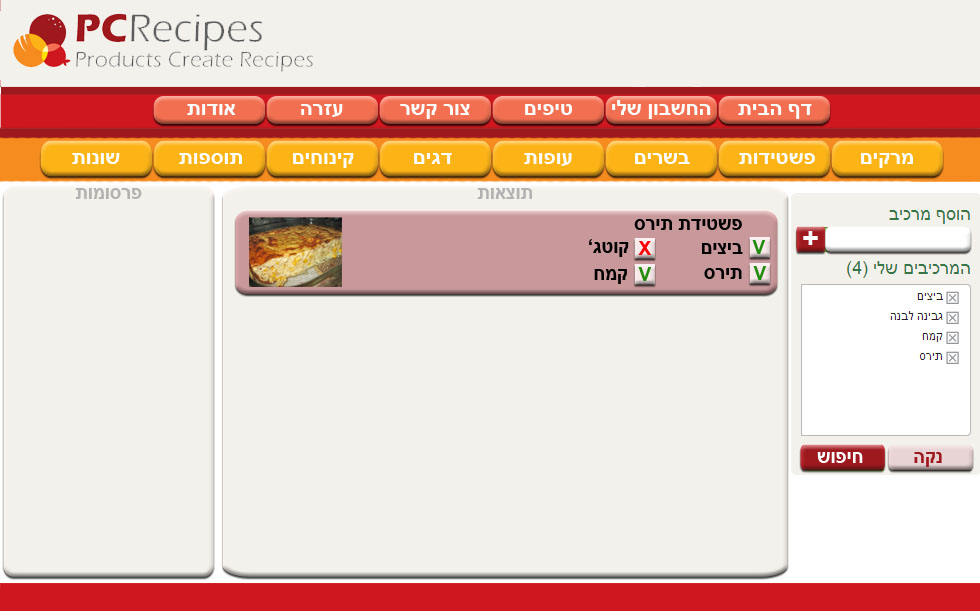 PCRecipes
Products Create Recipes
דף הבית החשבון שלי טיפים צור קשר עזרה אודות
מרקים פשטידות בשרים עופות דגים קינוחים תוספות שונות
הוסף מרכיב
המרכיבים שלי (4)
ביצים
גבינה לבנה
קמח
תירס
נקה חיפוש
תוצאות
פשטידת תירס
V ביצים X קוטג'
V תירס V קמח
פרסומות